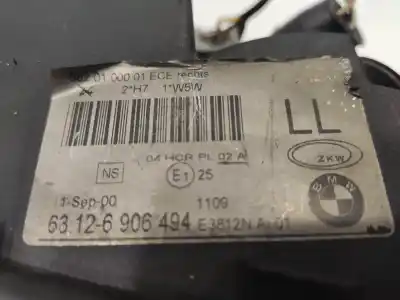 01 000 01 ECE rechts
2*H7 1*W5W
LL
04 HCR PL 02 A
ZKW
NS E1 25
1-Sep-00 1109
BMW
63.12-6 906 494 E3812N A-01